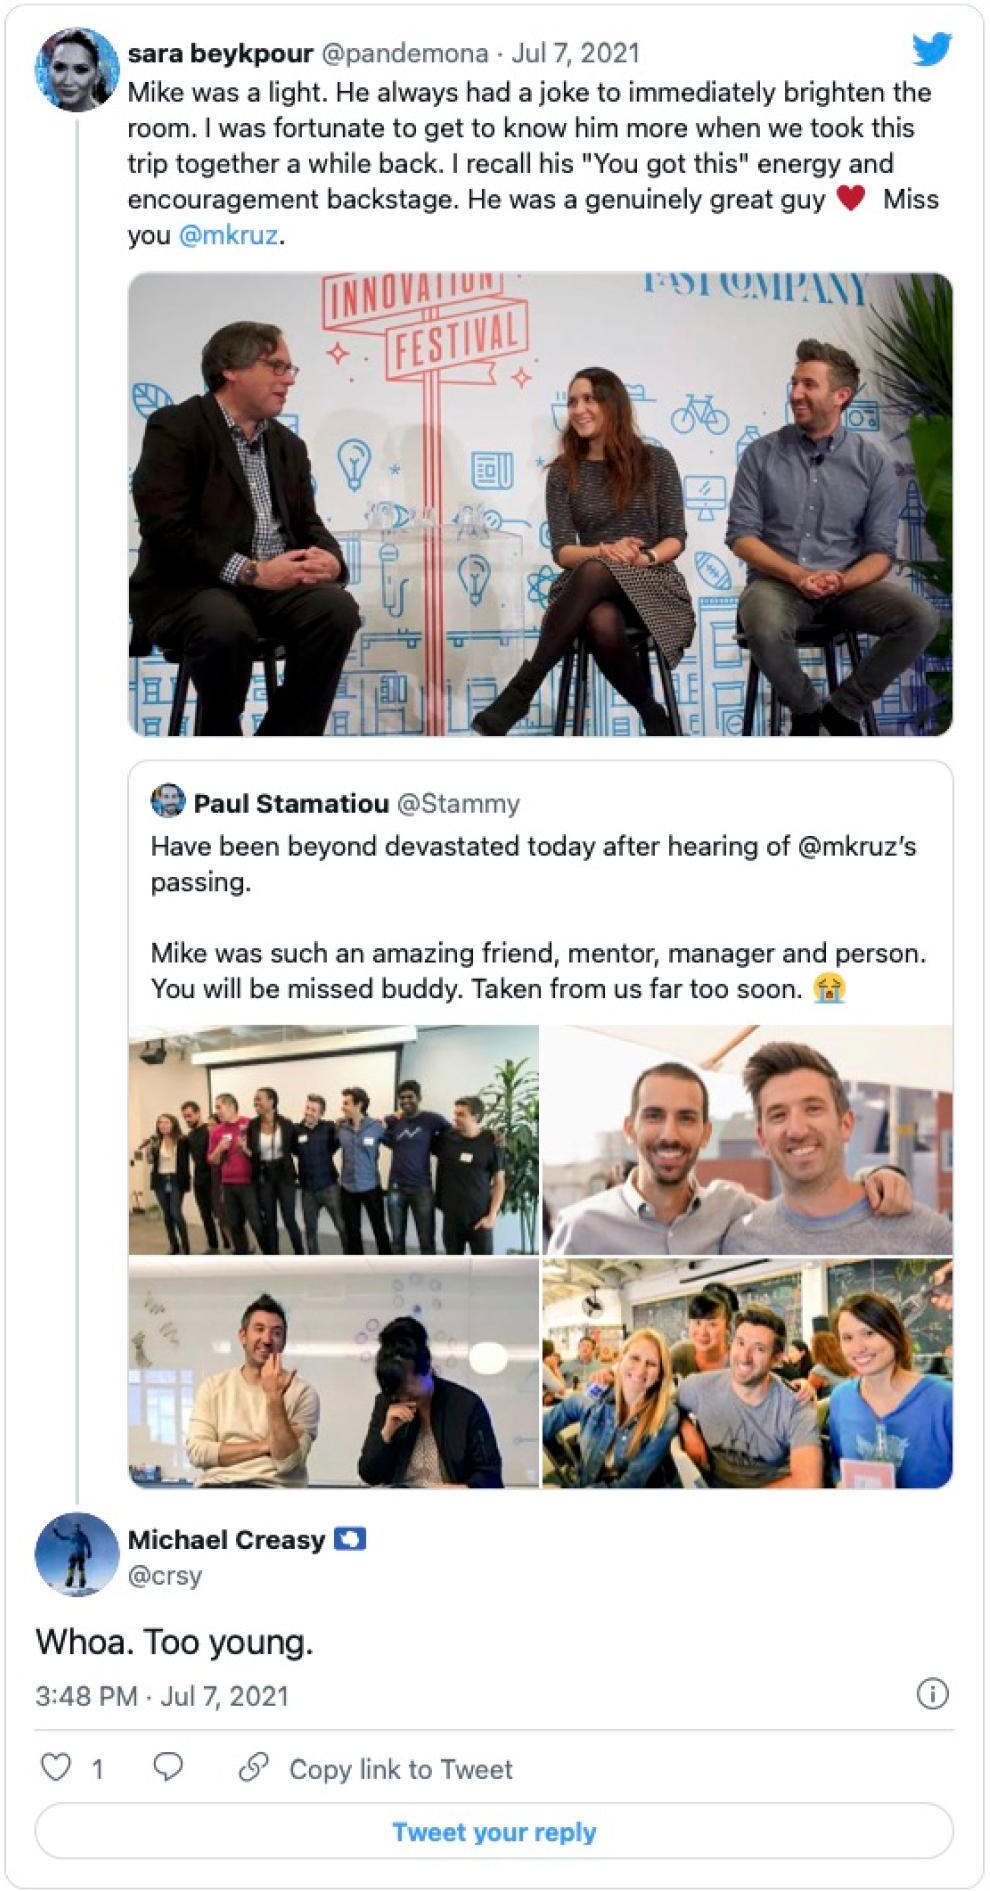 sara beykpour @pandemona · Jul 7, 2021
Mike was a light. He always had a joke to immediately brighten the
room. I was fortunate to get to know him more when we took this
trip together a while back. I recall his "You got this" energy and
encouragement backstage. He was a genuinely great guy ♥️ Miss
you @mkruz.
INNOVATION
FESTIVAL
FAST COMPANY
Paul Stamatiou @Stammy
Have been beyond devastated today after hearing of @mkruz’s
passing.
Mike was such an amazing friend, mentor, manager and person.
You will be missed buddy. Taken from us far too soon. 😭
Michael Creasy 🇦🇶
@crsy
Whoa. Too young.
3:48 PM · Jul 7, 2021
1
Copy link to Tweet
Tweet your reply